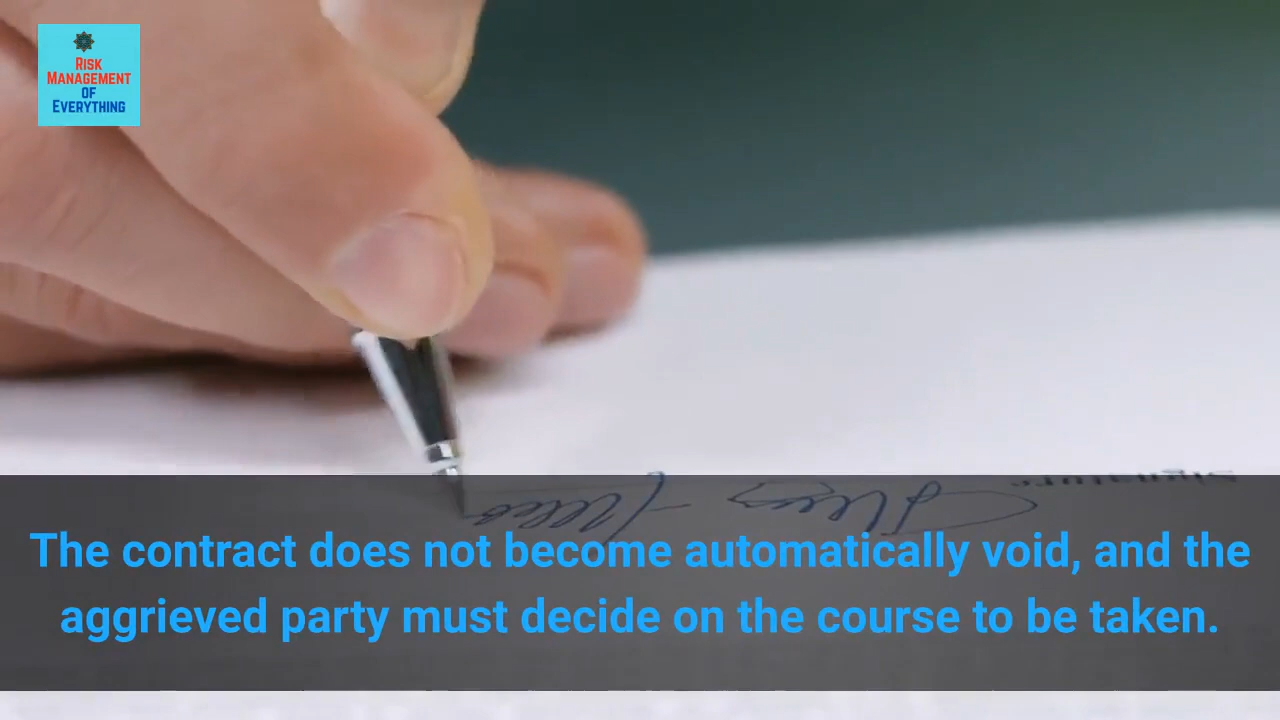 RISK
MANAGEMENT
OF
EVERYTHING
Signature
The contract does not become automatically void, and the
aggrieved party must decide on the course to be taken.